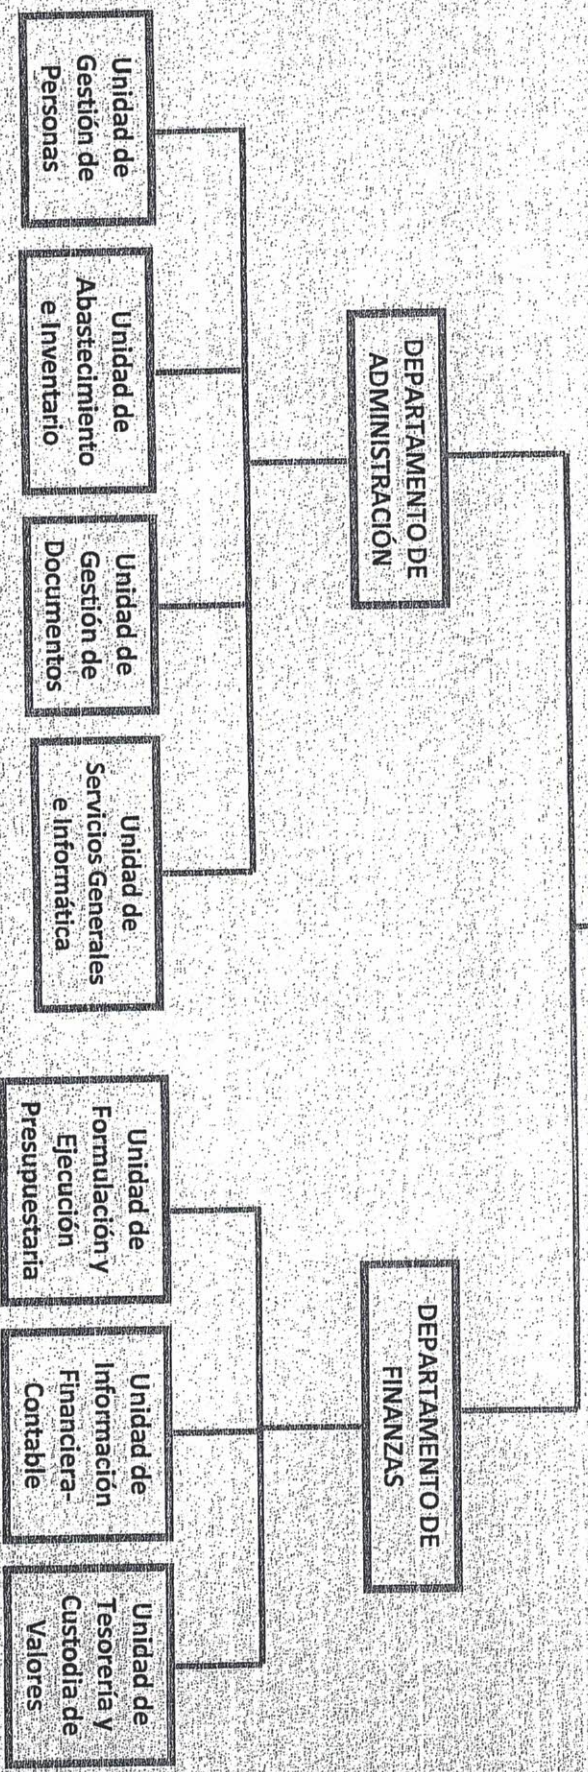 DEPARTAMENTO DE
ADMINISTRACIÓN
DEPARTAMENTO DE
FINANZAS
Unidad de
Gestión de
Personas
Unidad de
Abastecimiento
e Inventario
Unidad de
Gestión de
Documentos
Unidad de
Servicios Generales
e Informática
Unidad de
Formulación y
Ejecución
Presupuestaria
Unidad de
Información
Financiera-
Contable
Unidad de
Tesorería y
Custodia de
Valores